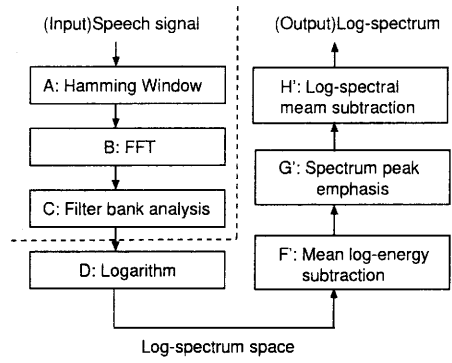 (Input)Speech signal
A: Hamming Window
B: FFT
C: Filter bank analysis
D: Logarithm
Log-spectrum space
F': Mean log-energy
subtraction
G': Spectrum peak
emphasis
H': Log-spectral
meam subtraction
(Output)Log-spectrum